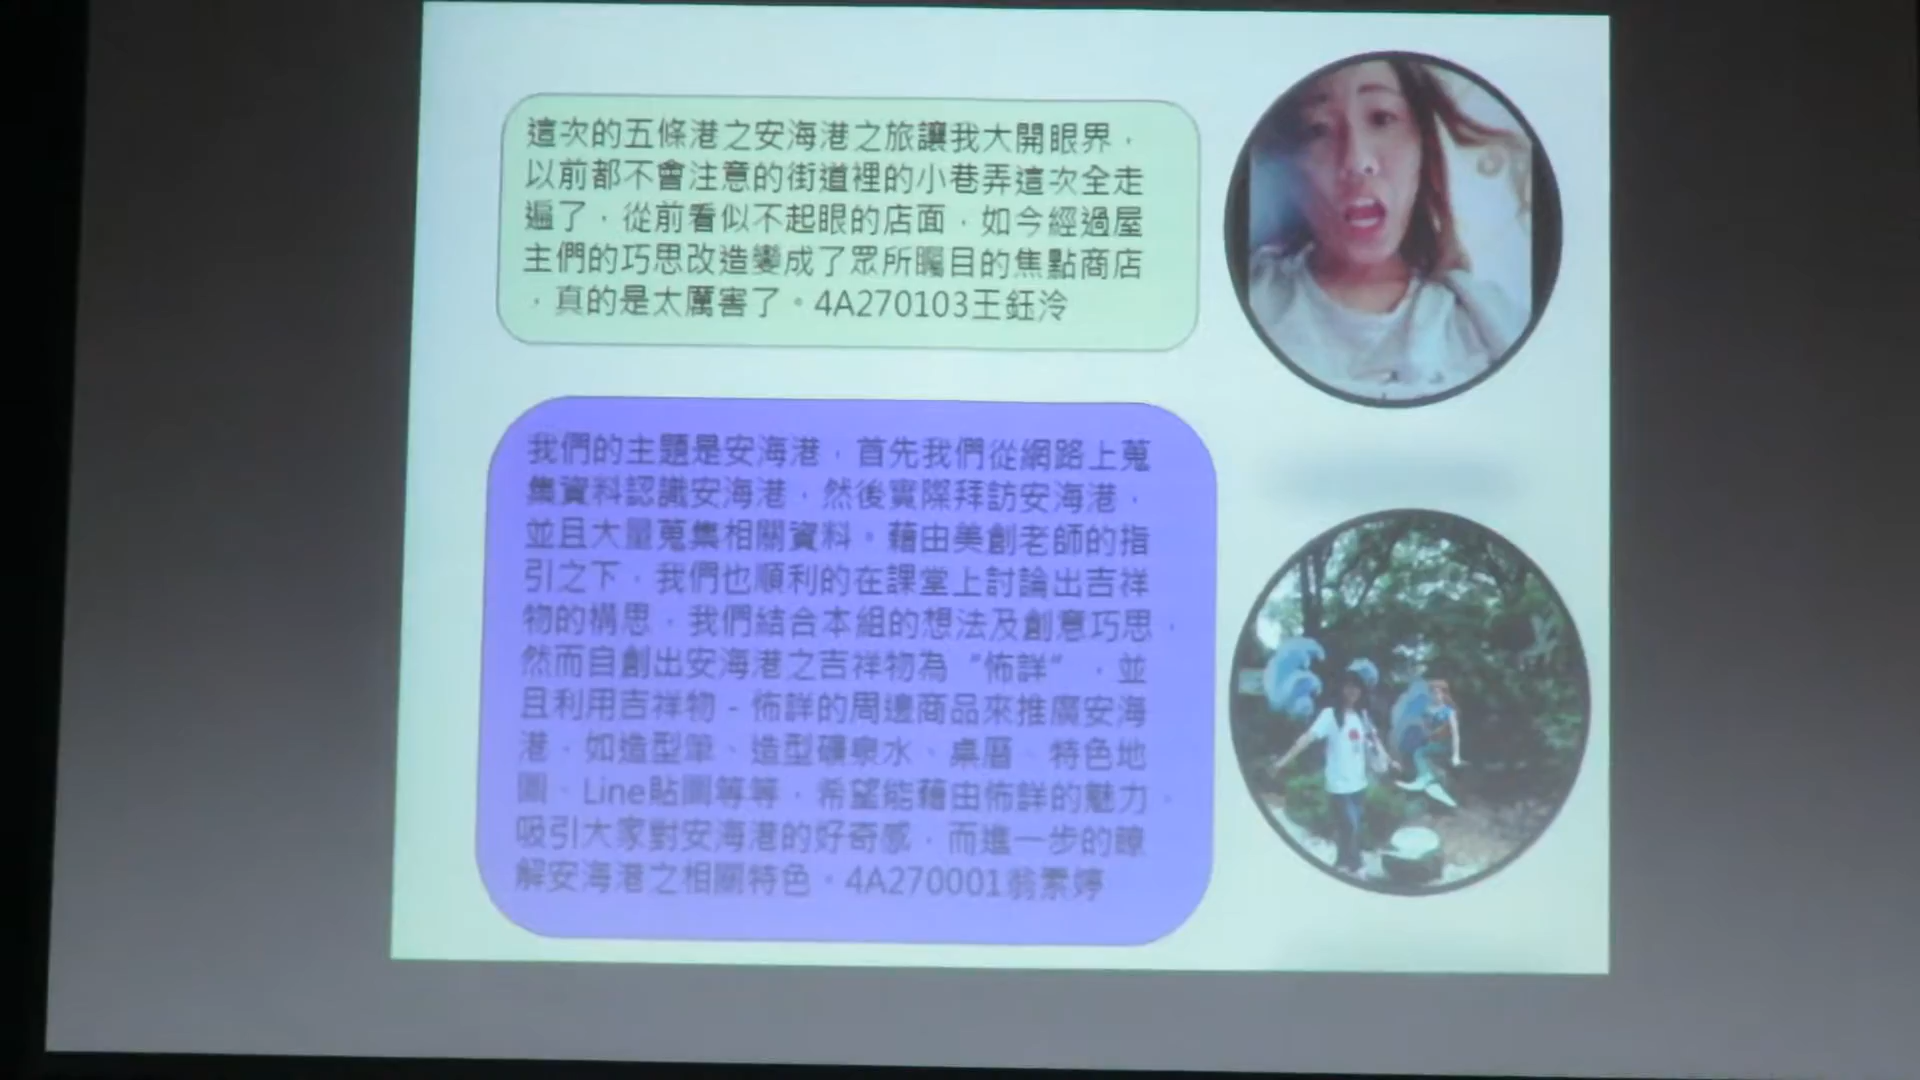 這次的五條港之安海港之旅讓我大開眼界，
以前都不會注意的街道裡的小巷弄這次全走
遍了，從前看似不起眼的店面，如今經過屋
主們的巧思改造變成了眾所矚目的焦點商店
，真的是太厲害了。4A270103王鈺泠
我們的主題是安海港，首先我們從網路上蒐
集資料認識安海港，然後實際拜訪安海港，
並且大量蒐集相關資料。藉由美創老師的指
引之下，我們也順利的在課堂上討論出吉祥
物的構思，我們結合本組的想法及創意巧思，
然而自創出安海港之吉祥物為“佈詳”，並
且利用吉祥物-佈詳的周邊商品來推廣安海
港，如造型筆、造型礦泉水、桌曆、特色地
圖、Line貼圖等等，希望能藉由佈詳的魅力，
吸引大家對安海港的好奇感，而進一步的瞭
解安海港之相關特色。4A270001翁素婷